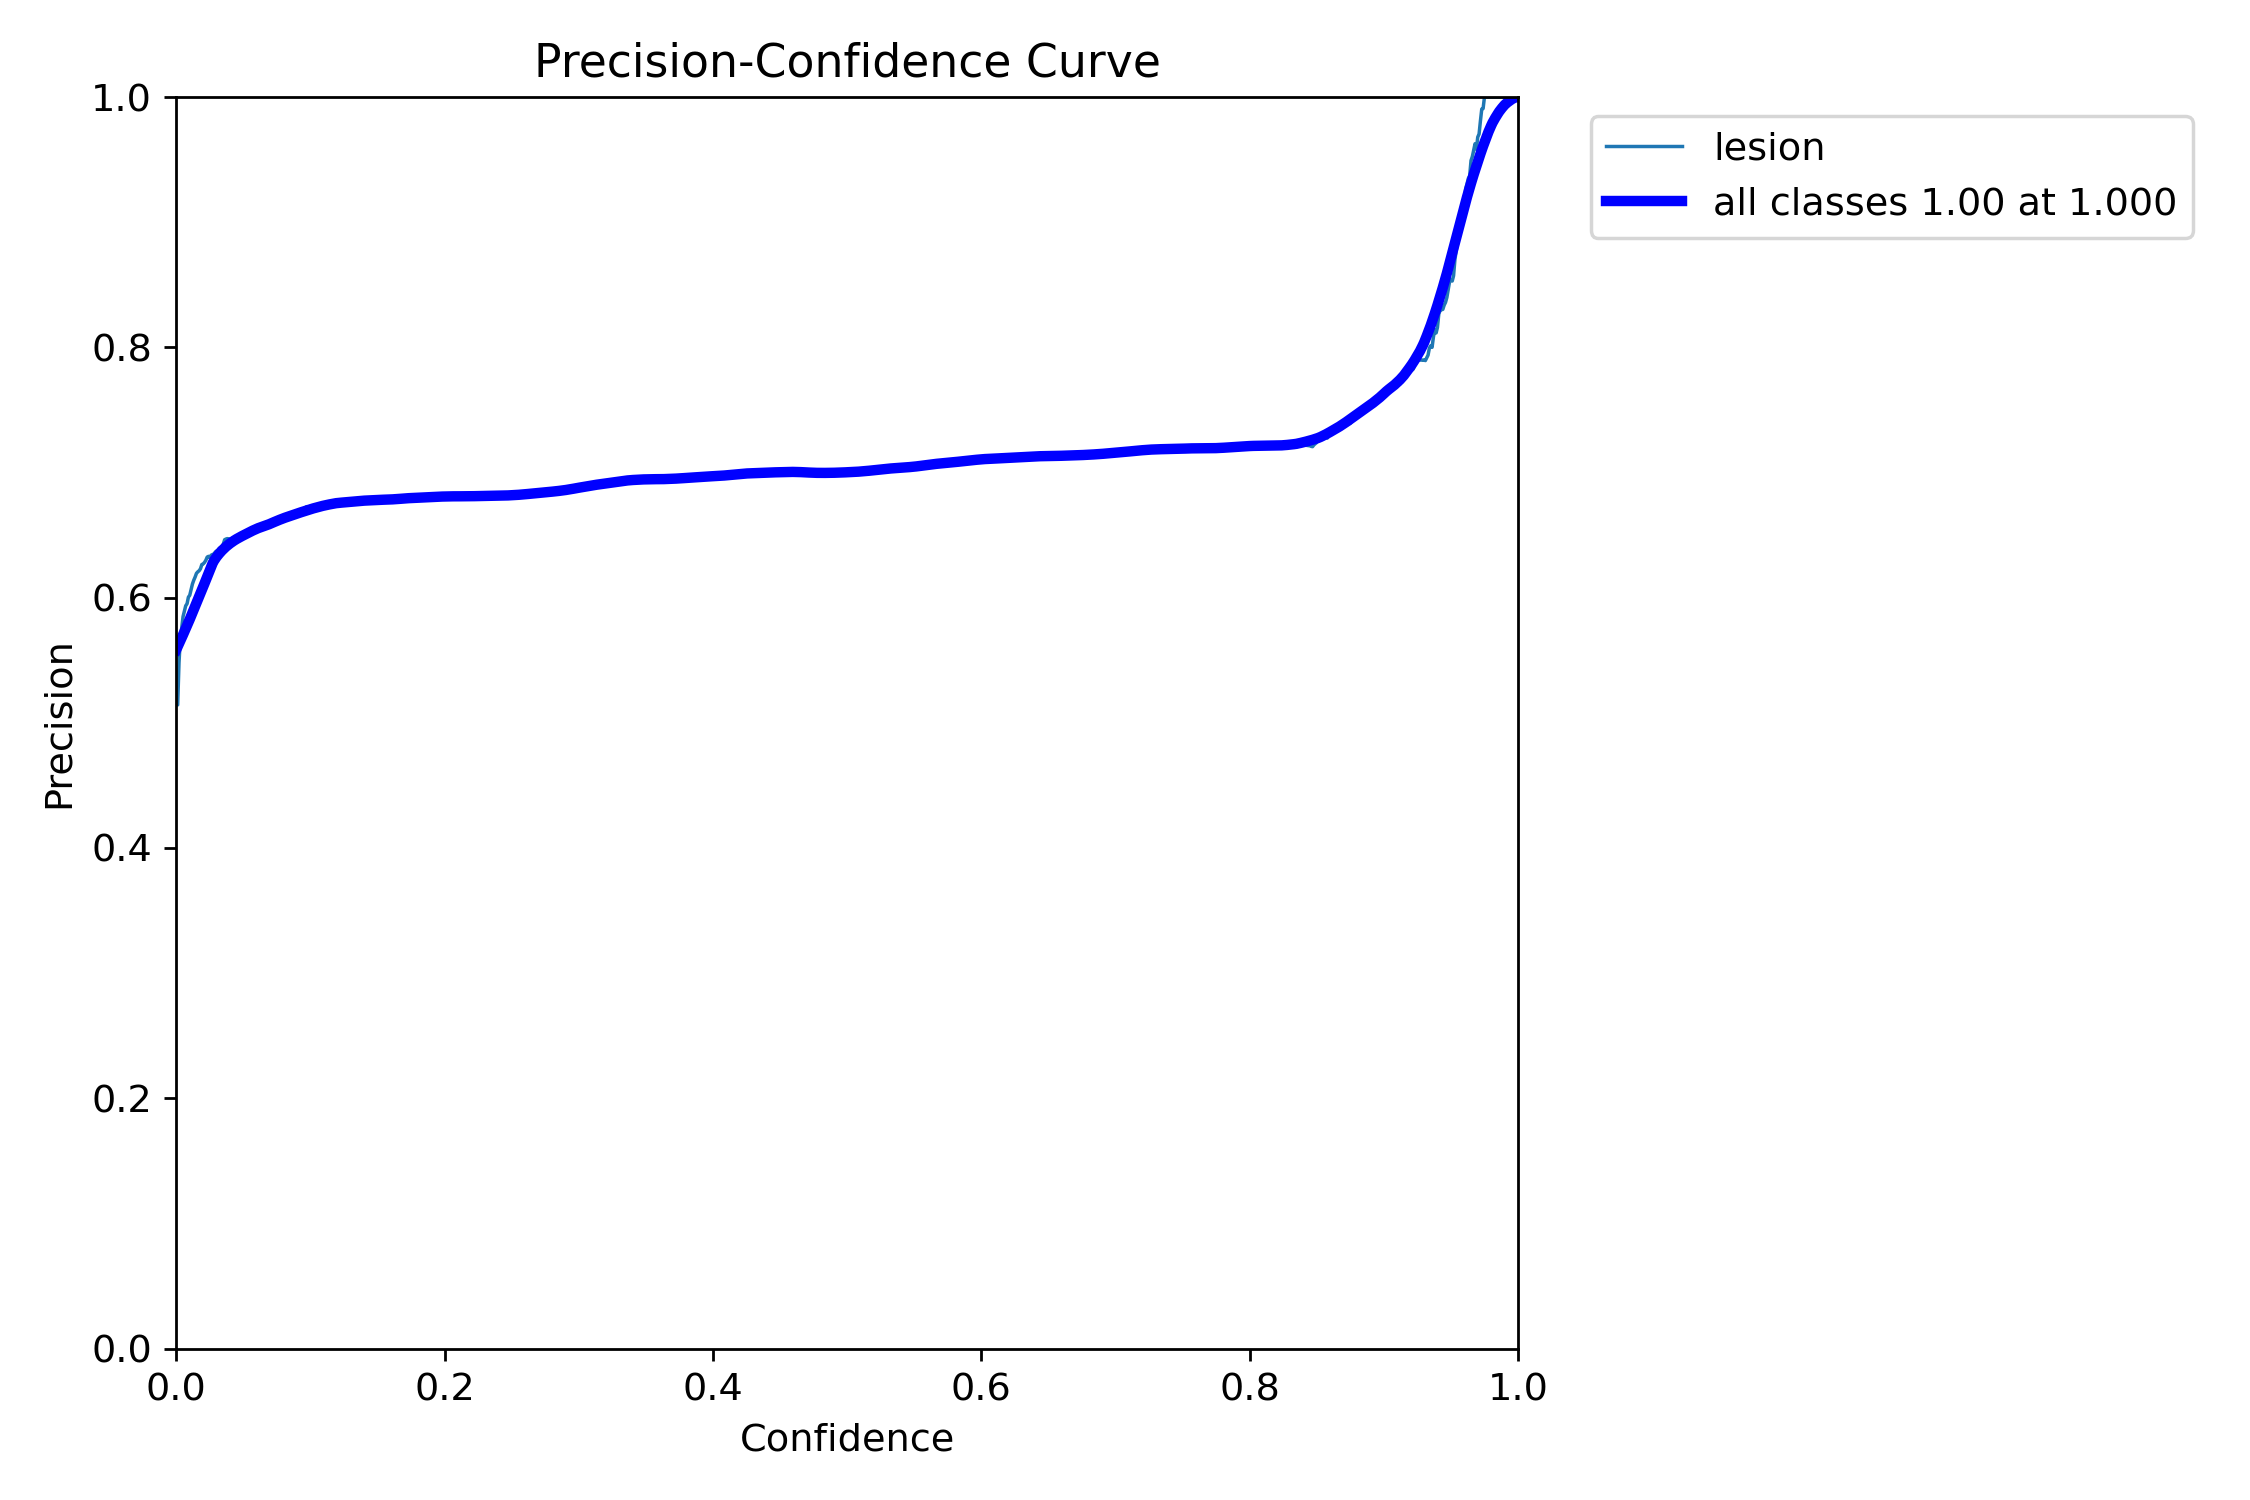 Precision-Confidence Curve
1.0
0.8
0.6
0.4
0.2
0.0
Precision
0.0 0.2 0.4 0.6 0.8 1.0
Confidence
lesion
all classes 1.00 at 1.000